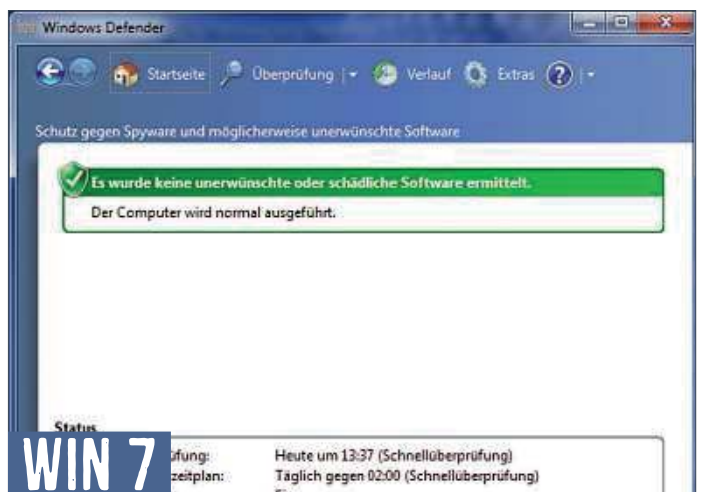 Windows Defender
Startseite Überprüfung Verlauf Extras ?
Schutz gegen Spyware und möglicherweise unerwünschte Software
Es wurde keine unerwünschte oder schädliche Software ermittelt.
Der Computer wird normal ausgeführt.
Status
üfung: Heute um 13:37 (Schnellüberprüfung)
zeitplan: Täglich gegen 02:00 (Schnellüberprüfung)
WIN 7